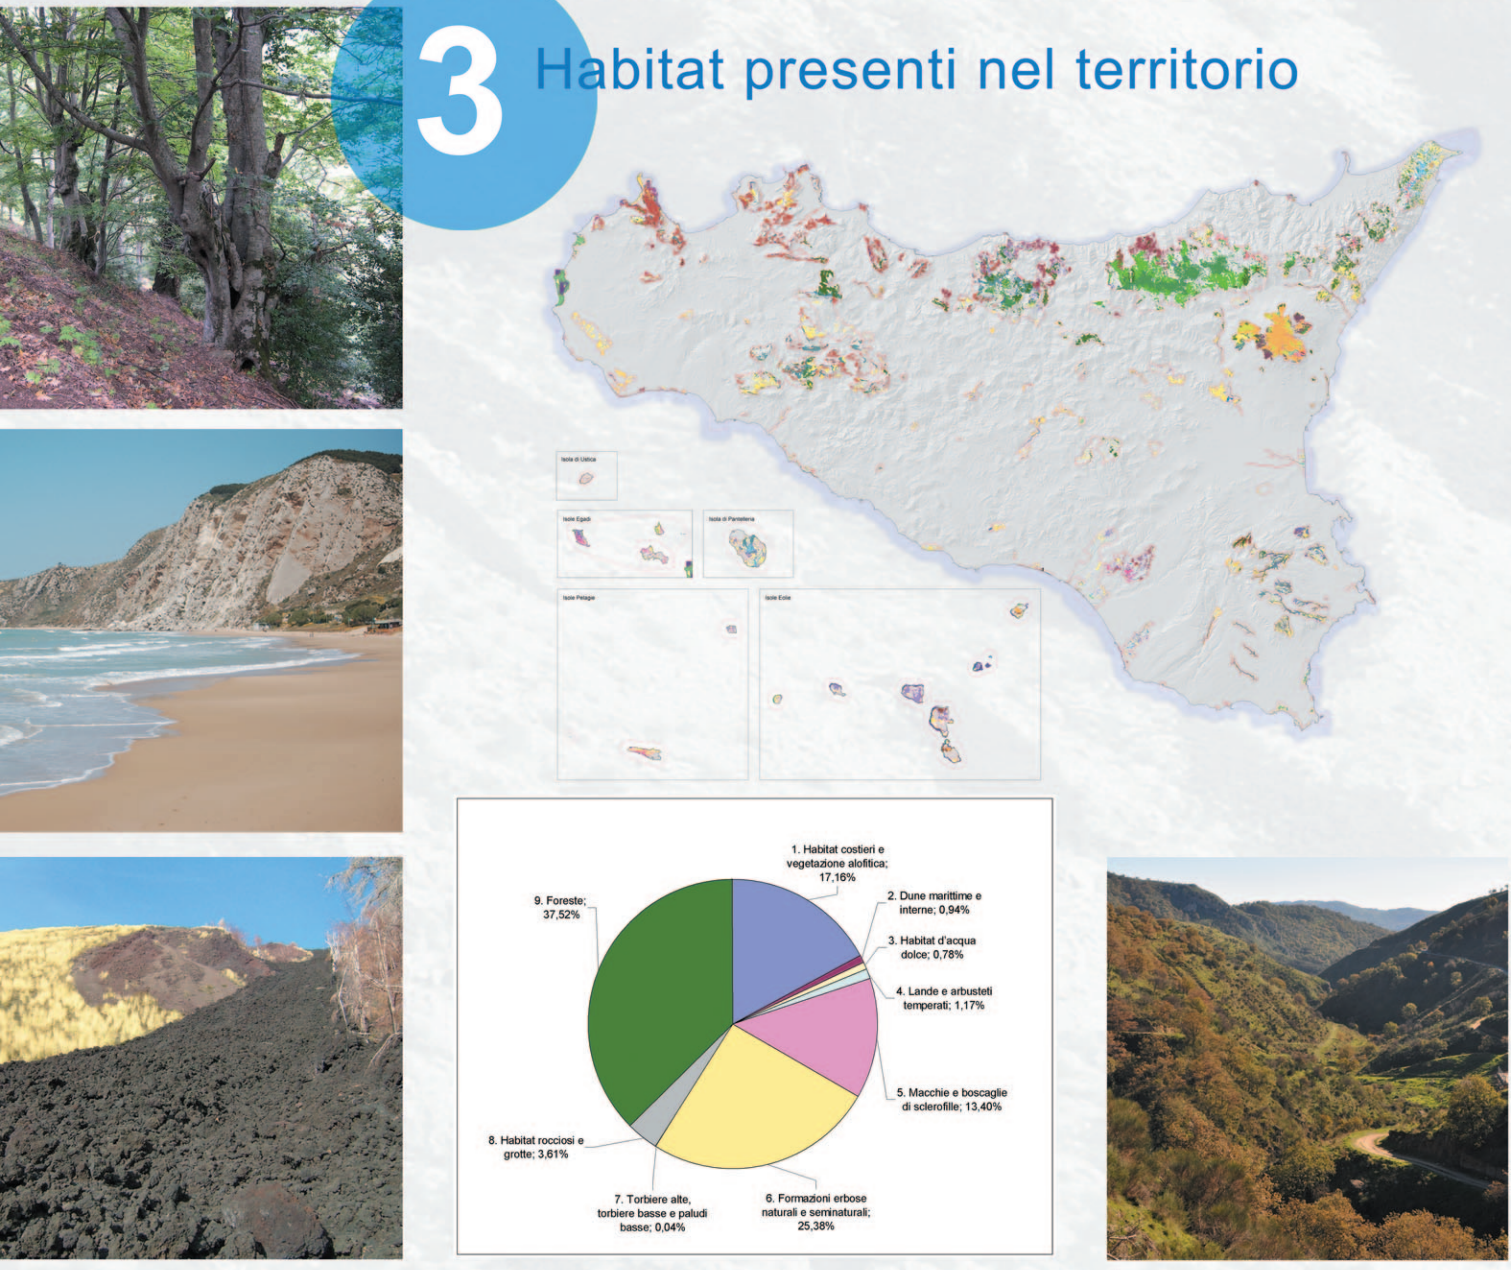 3
Habitat presenti nel territorio
Isola di Ustica
Isole Egadi
Isola di Pantelleria
Isole Pelagie
Isole Eolie
1. Habitat costieri e
vegetazione alofitica;
17,16%
2. Dune marittime e
interne; 0,94%
3. Habitat d'acqua
dolce; 0,78%
4. Lande e arbusteti
temperati; 1,17%
5. Macchie e boscaglie
di sclerofille; 13,40%
6. Formazioni erbose
naturali e seminaturali;
25,38%
7. Torbiere alte,
torbiere basse e paludi
basse; 0,04%
8. Habitat rocciosi e
grotte; 3,61%
9. Foreste;
37,52%